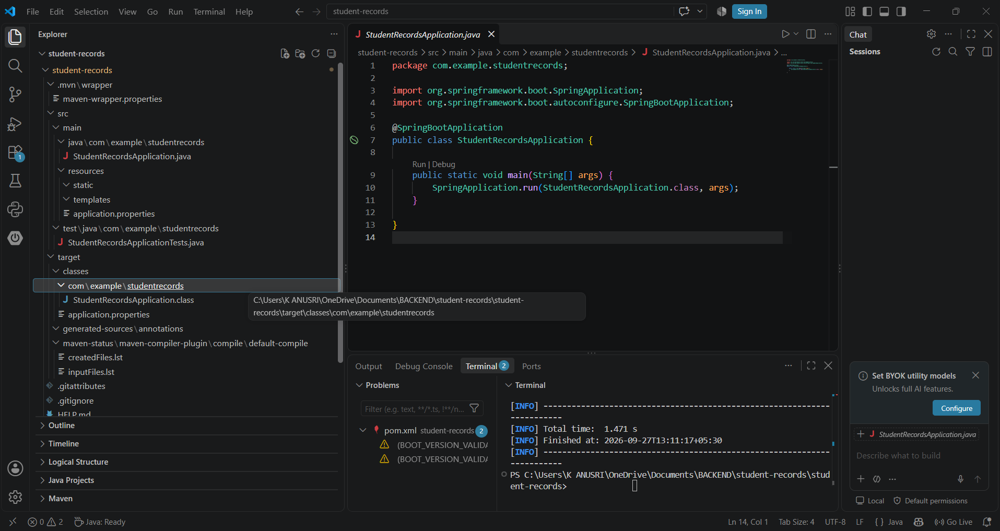 File Edit Selection View Go Run Terminal Help
student-records
Sign In
Explorer
student-records
student-records
.mvn\wrapper
maven-wrapper.properties
src
main
java\com\example\studentrecords
StudentRecordsApplication.java
resources
static
templates
application.properties
test\java\com\example\studentrecords
StudentRecordsApplicationTests.java
target
classes
com\example\studentrecords
StudentRecordsApplication.class
application.properties
generated-sources\annotations
maven-status\maven-compiler-plugin\compile\default-compile
createdFiles.lst
inputFiles.lst
.gitattributes
.gitignore
HELP.md
Outline
Timeline
Logical Structure
Java Projects
Maven
1
C:\Users\K ANUSRI\OneDrive\Documents\BACKEND\student-records\student-
records\target\classes\com\example\studentrecords
StudentRecordsApplication.java
student-records > src > main > java > com > example > studentrecords > StudentRecordsApplication.java > ...
1 package com.example.studentrecords;
2
3 import org.springframework.boot.SpringApplication;
4 import org.springframework.boot.autoconfigure.SpringBootApplication;
5
6 @SpringBootApplication
7 public class StudentRecordsApplication {
8
Run | Debug
9 public static void main(String[] args) {
10 SpringApplication.run(StudentRecordsApplication.class, args);
11 }
12
13 }
14
Output Debug Console Terminal 2 Ports
Problems
Filter (e.g. text, **/*.ts, !**/n...
pom.xml student-records 2
(BOOT_VERSION_VALIDA
(BOOT_VERSION_VALIDA
Terminal
[INFO] -------------------------------------------------------------
-----------
[INFO] Total time:  1.471 s
[INFO] Finished at: 2026-09-27T13:11:17+05:30
[INFO] -------------------------------------------------------------
-----------
PS C:\Users\K ANUSRI\OneDrive\Documents\BACKEND\student-records\stud
ent-records>
Chat
Sessions
Set BYOK utility models
Unlocks full AI features.
Configure
StudentRecordsApplication.java
Describe what to build
Local Default permissions
0 2 Java: Ready
Ln 14, Col 1 Tab Size: 4 UTF-8 LF {} Java Go Live